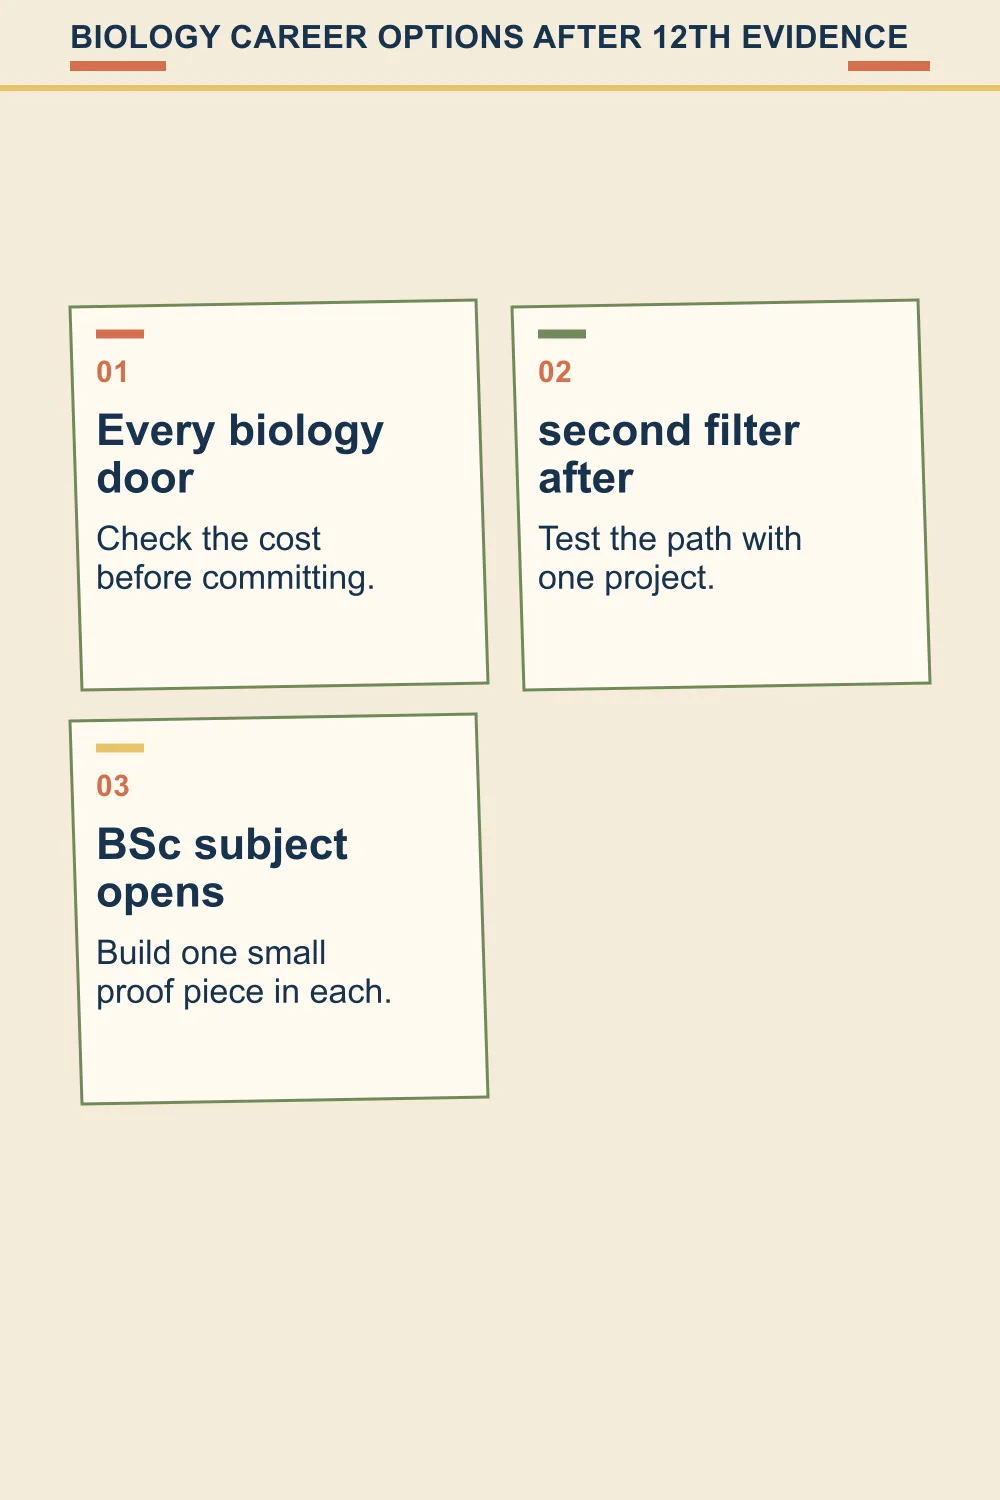 BIOLOGY CAREER OPTIONS AFTER 12TH EVIDENCE
01
Every biology
door
Check the cost
before committing.
02
second filter
after
Test the path with
one project.
03
BSc subject
opens
Build one small
proof piece in each.